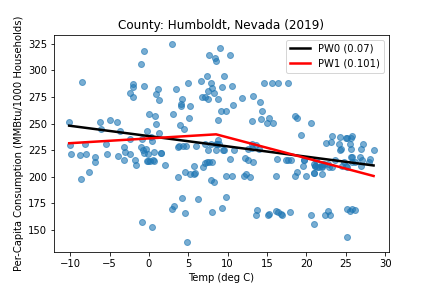 County: Humboldt, Nevada (2019)
Per-Capita Consumption (MMBtu/1000 Households)
325
300
275
250
225
200
175
150
PW0 (0.07)
PW1 (0.101)
−10 −5 0 5 10 15 20 25 30
Temp (deg C)